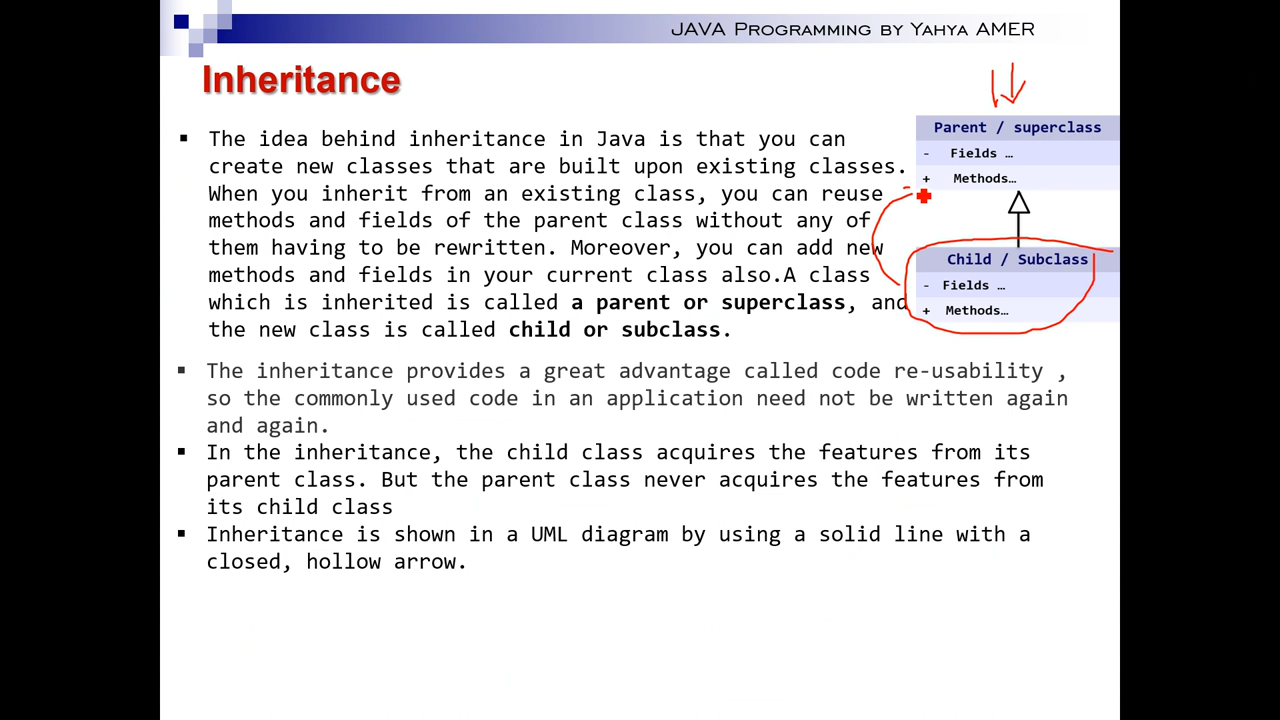 JAVA Programming by Yahya AMER
Inheritance
▪ The idea behind inheritance in Java is that you can
create new classes that are built upon existing classes.
When you inherit from an existing class, you can reuse
methods and fields of the parent class without any of
them having to be rewritten. Moreover, you can add new
methods and fields in your current class also.A class
which is inherited is called a parent or superclass, and
the new class is called child or subclass.
▪ The inheritance provides a great advantage called code re-usability ,
so the commonly used code in an application need not be written again
and again.
▪ In the inheritance, the child class acquires the features from its
parent class. But the parent class never acquires the features from
its child class
▪ Inheritance is shown in a UML diagram by using a solid line with a
closed, hollow arrow.
Parent / superclass
- Fields …
+ Methods…
Child / Subclass
- Fields …
+ Methods…